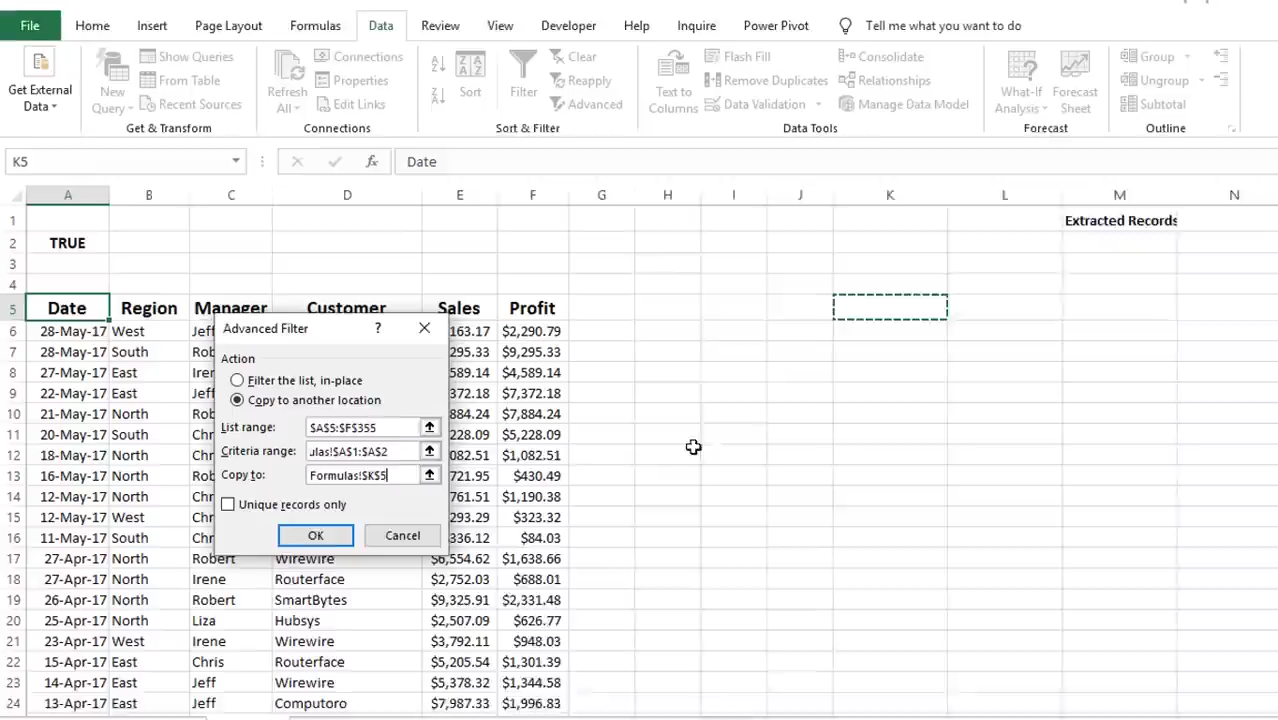 File Home Insert Page Layout Formulas Data Review View Developer Help Inquire Power Pivot Tell me what you want to do
Get External Data
New Query
Show Queries
From Table
Recent Sources
Get & Transform
Refresh All
Connections
Properties
Edit Links
Connections
Sort
Filter
Clear
Reapply
Advanced
Sort & Filter
Text to Columns
Flash Fill
Remove Duplicates
Data Validation
Consolidate
Relationships
Manage Data Model
Data Tools
What-If Analysis
Forecast Sheet
Forecast
Group
Ungroup
Subtotal
Outline
K5 fx Date
A B C D E F G H I J K L M N
1 Extracted Records
2 TRUE
3
4
5 Date Region Manager Customer Sales Profit
6 28-May-17 West Jeff 163.17 $2,290.79
7 28-May-17 South Rob 295.33 $9,295.33
8 27-May-17 East Iren 589.14 $4,589.14
9 22-May-17 East Jeff 372.18 $7,372.18
10 21-May-17 North Rob 884.24 $7,884.24
11 20-May-17 South Chr 228.09 $5,228.09
12 18-May-17 North Chr 082.51 $1,082.51
13 16-May-17 North Rob 721.95 $430.49
14 12-May-17 North Chr 761.51 $1,190.38
15 12-May-17 West Chr 293.29 $323.32
16 11-May-17 South Chr 336.12 $84.03
17 27-Apr-17 North Robert Wirewire $6,554.62 $1,638.66
18 27-Apr-17 North Irene Routerface $2,752.03 $688.01
19 26-Apr-17 North Robert SmartBytes $9,325.91 $2,331.48
20 25-Apr-17 North Liza Hubsys $2,507.09 $626.77
21 23-Apr-17 West Irene Wirewire $3,792.11 $948.03
22 15-Apr-17 East Chris Routerface $5,205.54 $1,301.39
23 14-Apr-17 East Jeff Wirewire $5,378.32 $1,344.58
24 13-Apr-17 East Jeff Computoro $7,987.33 $1,996.83
Advanced Filter ?
Action
Filter the list, in-place
Copy to another location
List range: $A$5:$F$355
Criteria range: ulas!$A$1:$A$2
Copy to: Formulas!$K$5
Unique records only
OK Cancel